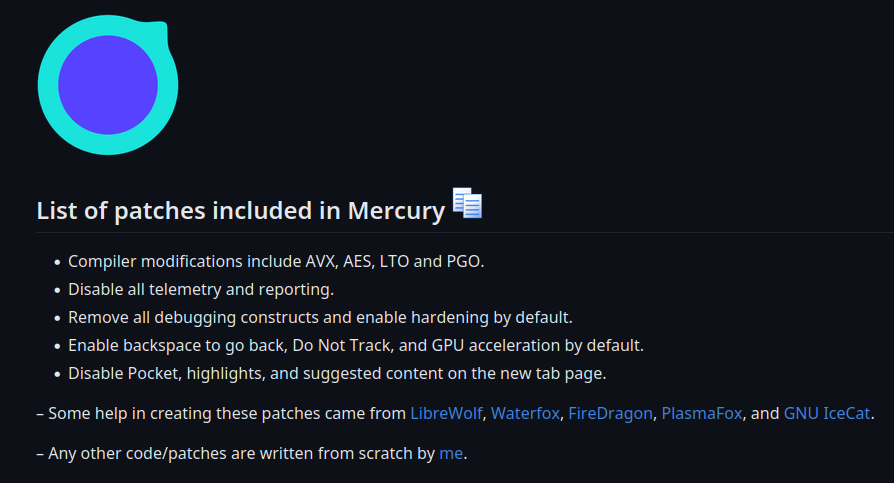 List of patches included in Mercury
Compiler modifications include AVX, AES, LTO and PGO.
Disable all telemetry and reporting.
Remove all debugging constructs and enable hardening by default.
Enable backspace to go back, Do Not Track, and GPU acceleration by default.
Disable Pocket, highlights, and suggested content on the new tab page.
– Some help in creating these patches came from LibreWolf, Waterfox, FireDragon, PlasmaFox, and GNU IceCat.
– Any other code/patches are written from scratch by me.